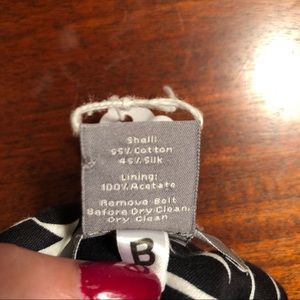 Shell:
55% Cotton
45% Silk
Lining:
100% Acetate
Remove Belt
Before Dry Clean.
Dry Clean
B